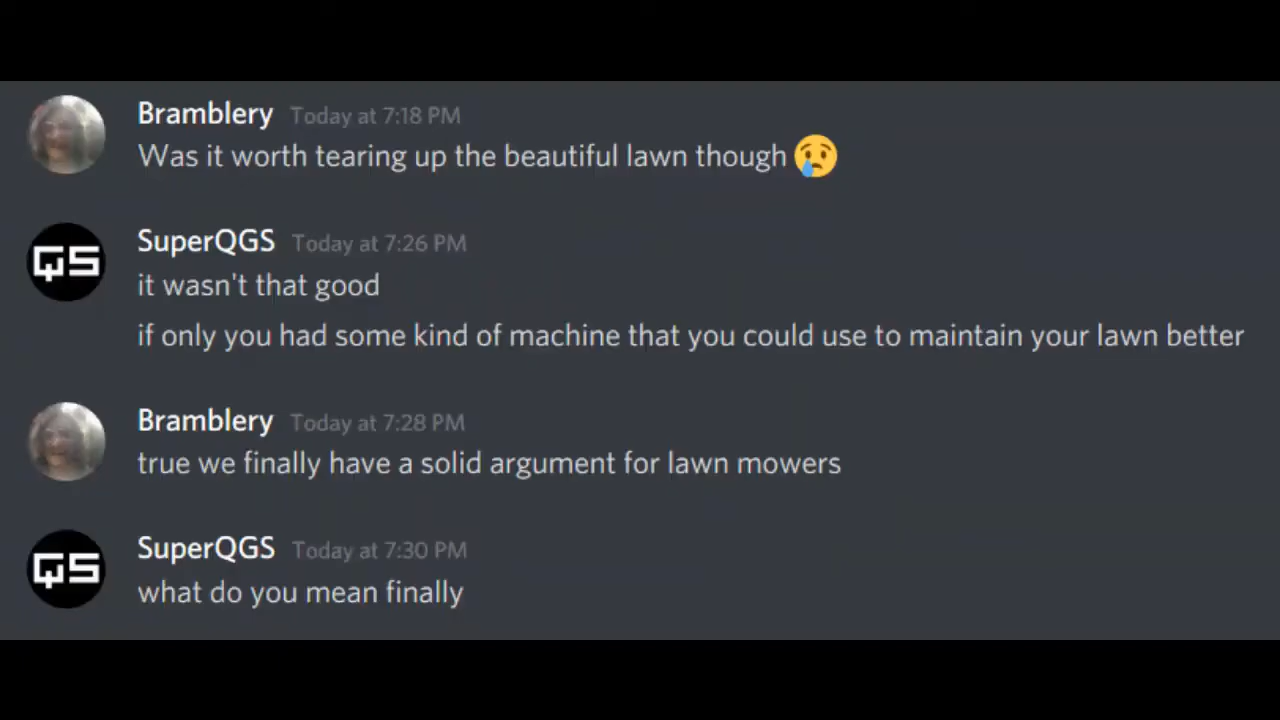 Bramblery Today at 7:18 PM
Was it worth tearing up the beautiful lawn though 😢
QS SuperQGS Today at 7:26 PM
it wasn't that good
if only you had some kind of machine that you could use to maintain your lawn better
Bramblery Today at 7:28 PM
true we finally have a solid argument for lawn mowers
QS SuperQGS Today at 7:30 PM
what do you mean finally